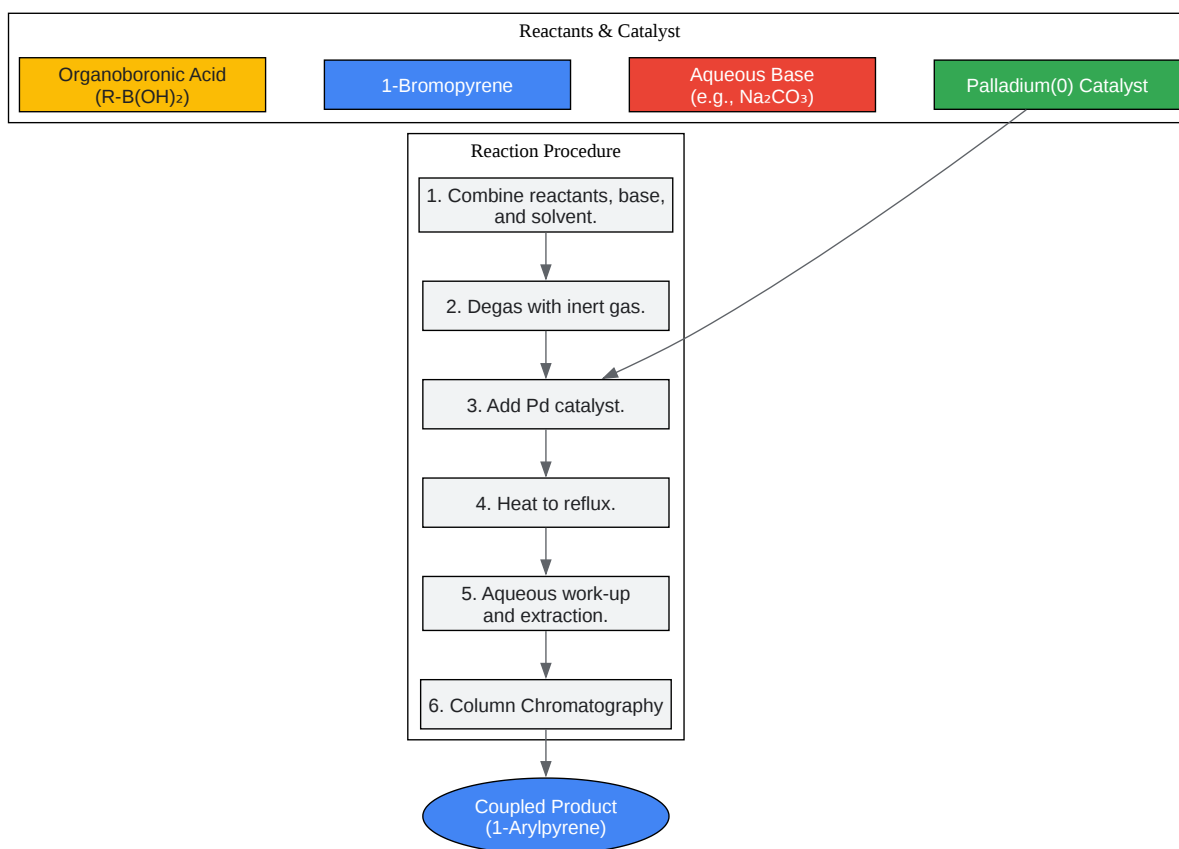 Reactants & Catalyst
Organoboronic Acid
(R-B(OH)₂)
1-Bromopyrene
Aqueous Base
(e.g., Na₂CO₃)
Palladium(0) Catalyst
Reaction Procedure
1. Combine reactants, base,
and solvent.
2. Degas with inert gas.
3. Add Pd catalyst.
4. Heat to reflux.
5. Aqueous work-up
and extraction.
6. Column Chromatography
Coupled Product
(1-Arylpyrene)